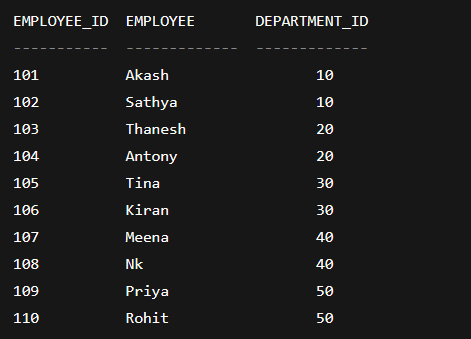 EMPLOYEE_ID  EMPLOYEE       DEPARTMENT_ID
-----------  -------------  -------------
101          Akash                     10
102          Sathya                    10
103          Thanesh                   20
104          Antony                    20
105          Tina                      30
106          Kiran                     30
107          Meena                     40
108          Nk                        40
109          Priya                     50
110          Rohit                     50